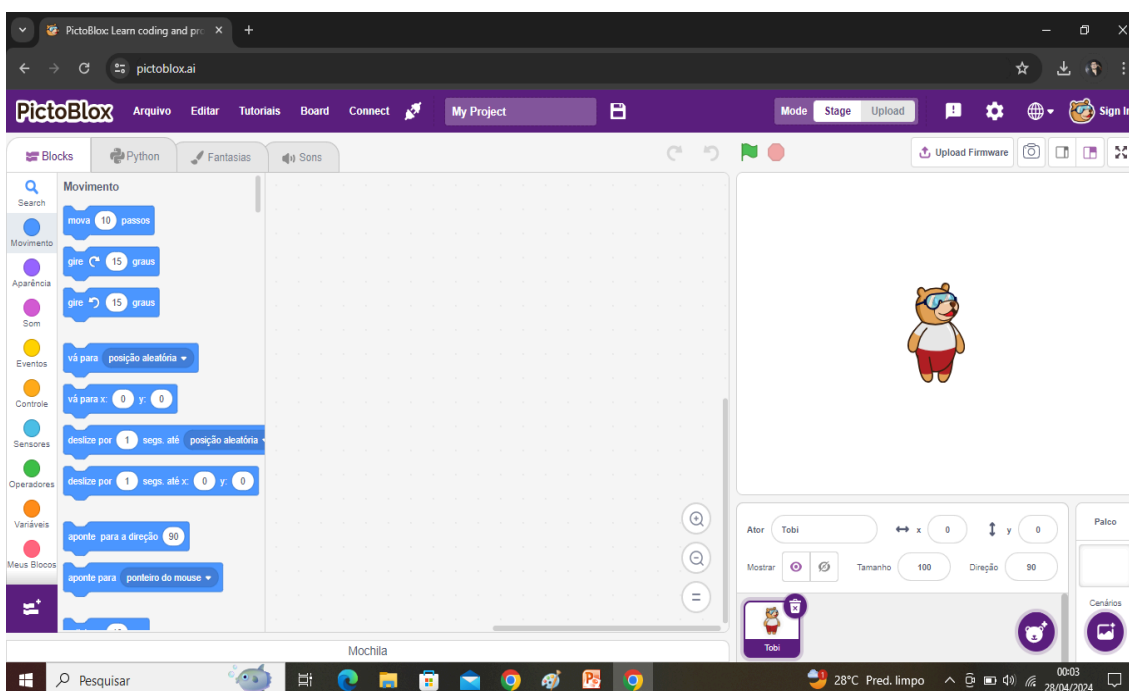 PictoBlox: Learn coding and pro
pictoblox.ai
PictoBlox Arquivo Editar Tutoriais Board Connect My Project Mode Stage Upload Sign In
Blocks Python Fantasias Sons Upload Firmware
Search
Movimento
Aparência
Som
Eventos
Controle
Sensores
Operadores
Variáveis
Meus Blocos
Movimento
mova 10 passos
gire 15 graus
gire 15 graus
vá para posição aleatória
vá para x: 0 y: 0
deslize por 1 segs. até posição aleatória
deslize por 1 segs. até x: 0 y: 0
aponte para a direção 90
aponte para ponteiro do mouse
Mochila
Ator Tobi x 0 y 0
Mostrar Tamanho 100 Direção 90
Tobi
Palco
Cenários
Pesquisar
28°C Pred. limpo
00:03
28/04/2024